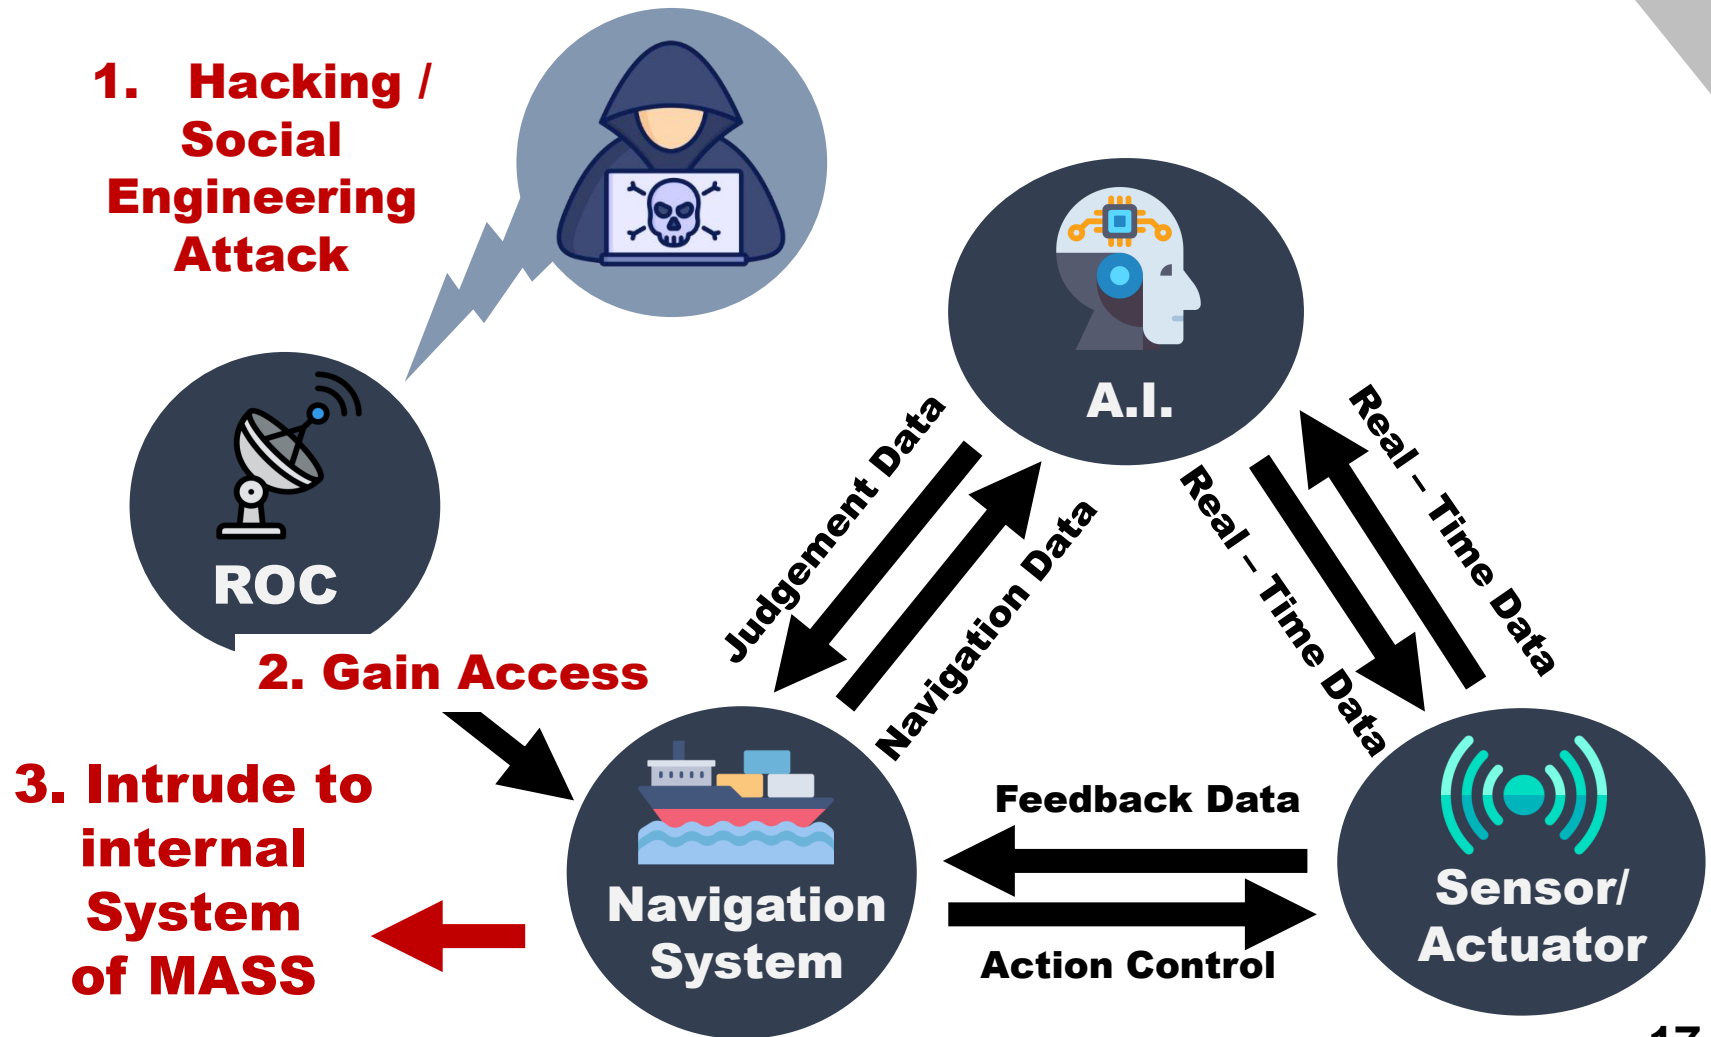 1. Hacking /
Social
Engineering
Attack
A.I.
ROC
Judgement Data
Navigation Data
Real – Time Data
Real – Time Data
2. Gain Access
3. Intrude to
internal
System
of MASS
Navigation
System
Feedback Data
Action Control
Sensor/
Actuator
17